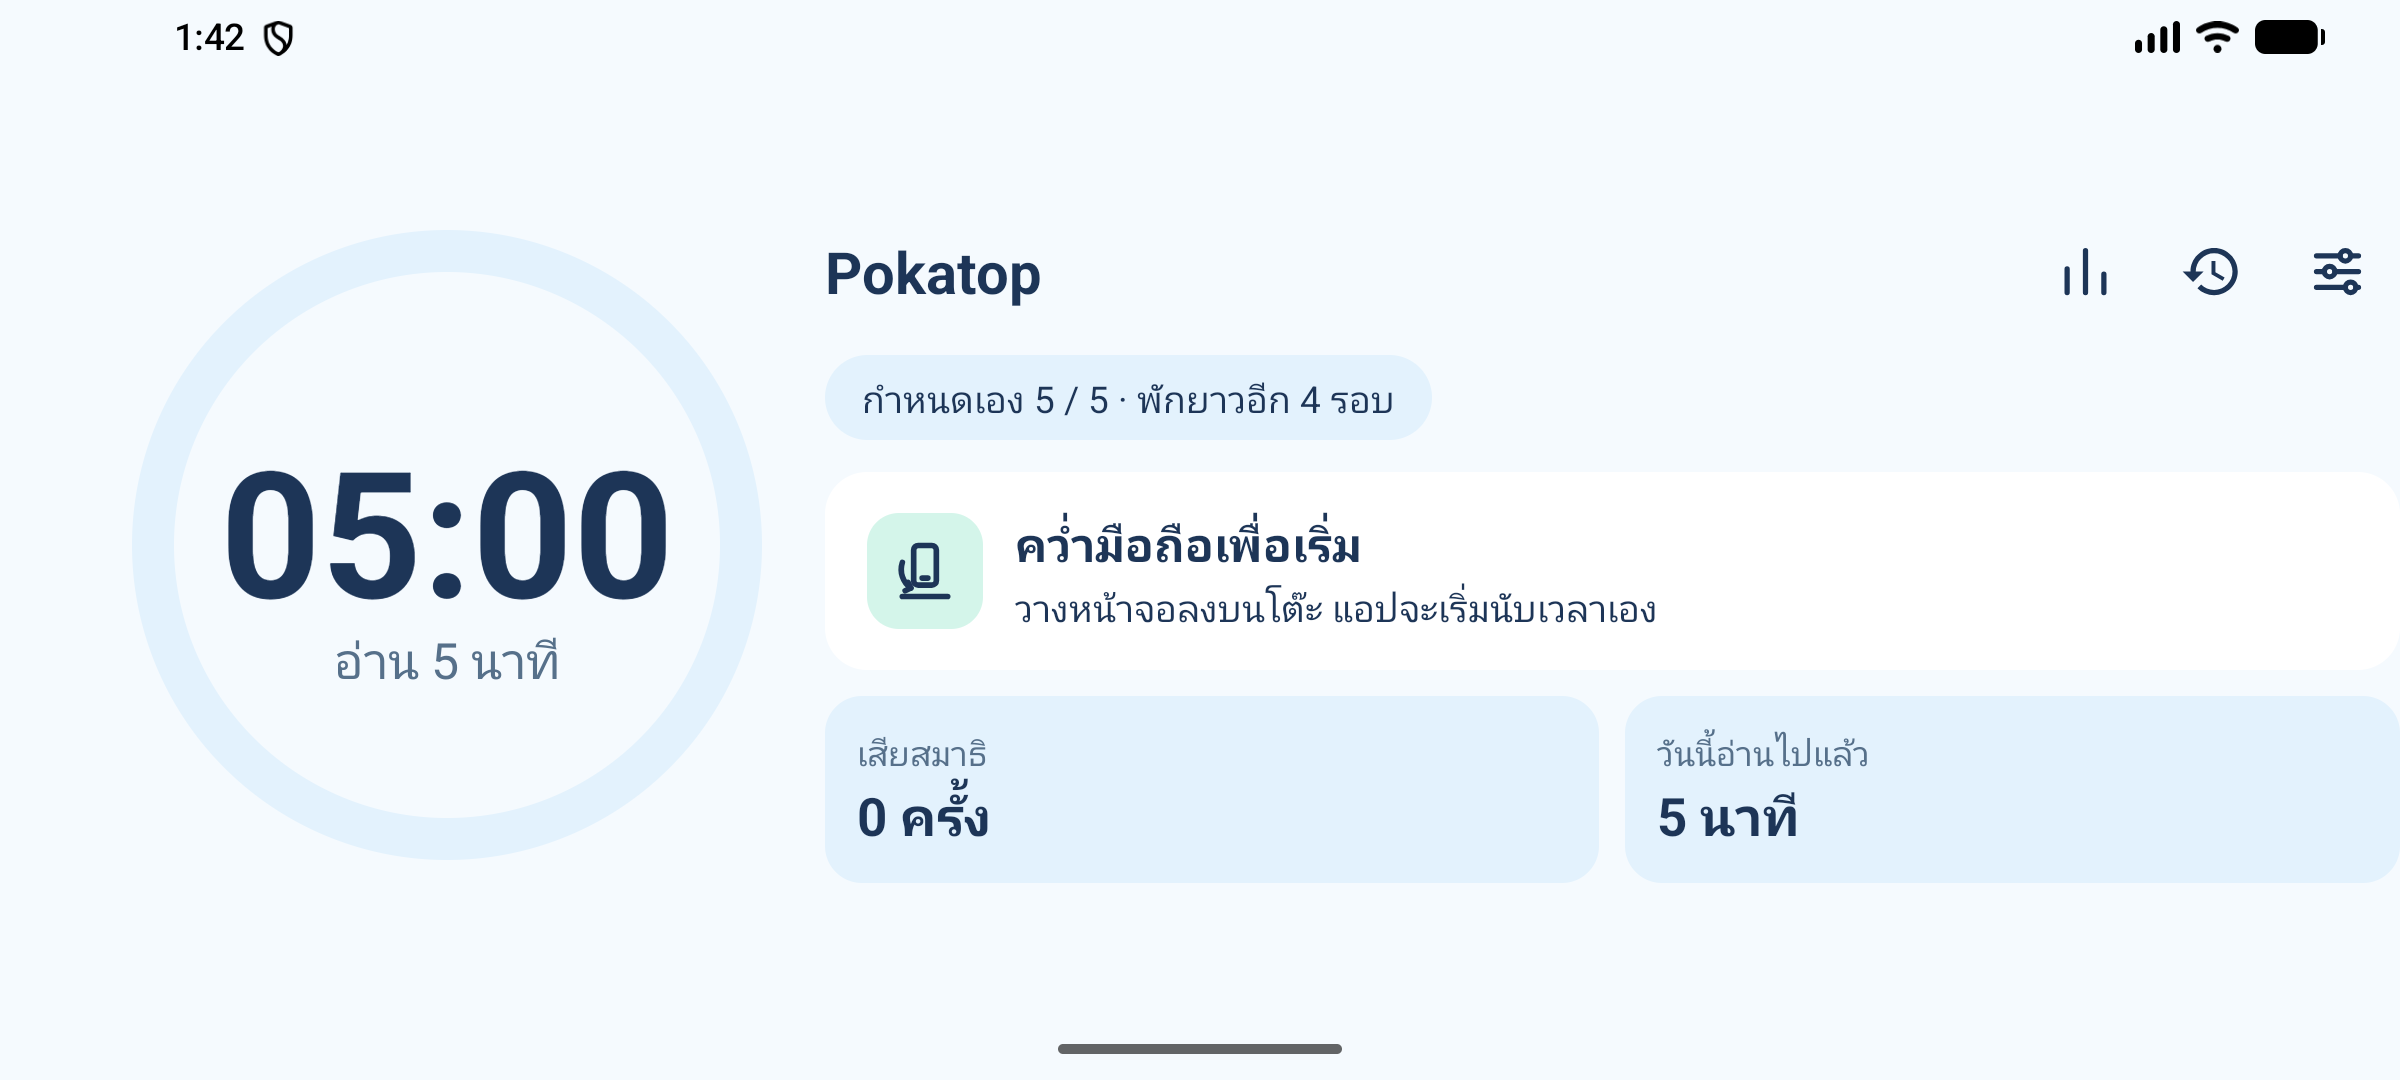 1:42
Pokatop
กำหนดเอง 5 / 5 · พักยาวอีก 4 รอบ
05:00
อ่าน 5 นาที
คว่ำมือถือเพื่อเริ่ม
วางหน้าจอลงบนโต๊ะ แอปจะเริ่มนับเวลาเอง
เสียสมาธิ
0 ครั้ง
วันนี้อ่านไปแล้ว
5 นาที